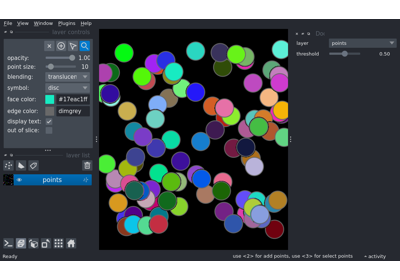 File View Window Plugins Help
layer controls
opacity: 1.00
point size: 10
blending: translucen
symbol: disc
face color: #17eac1ff
edge color: dimgrey
display text:
out of slice:
layer list
points
Do
layer points
threshold 0.50
Ready
use <2> for add points, use <3> for select points
activity